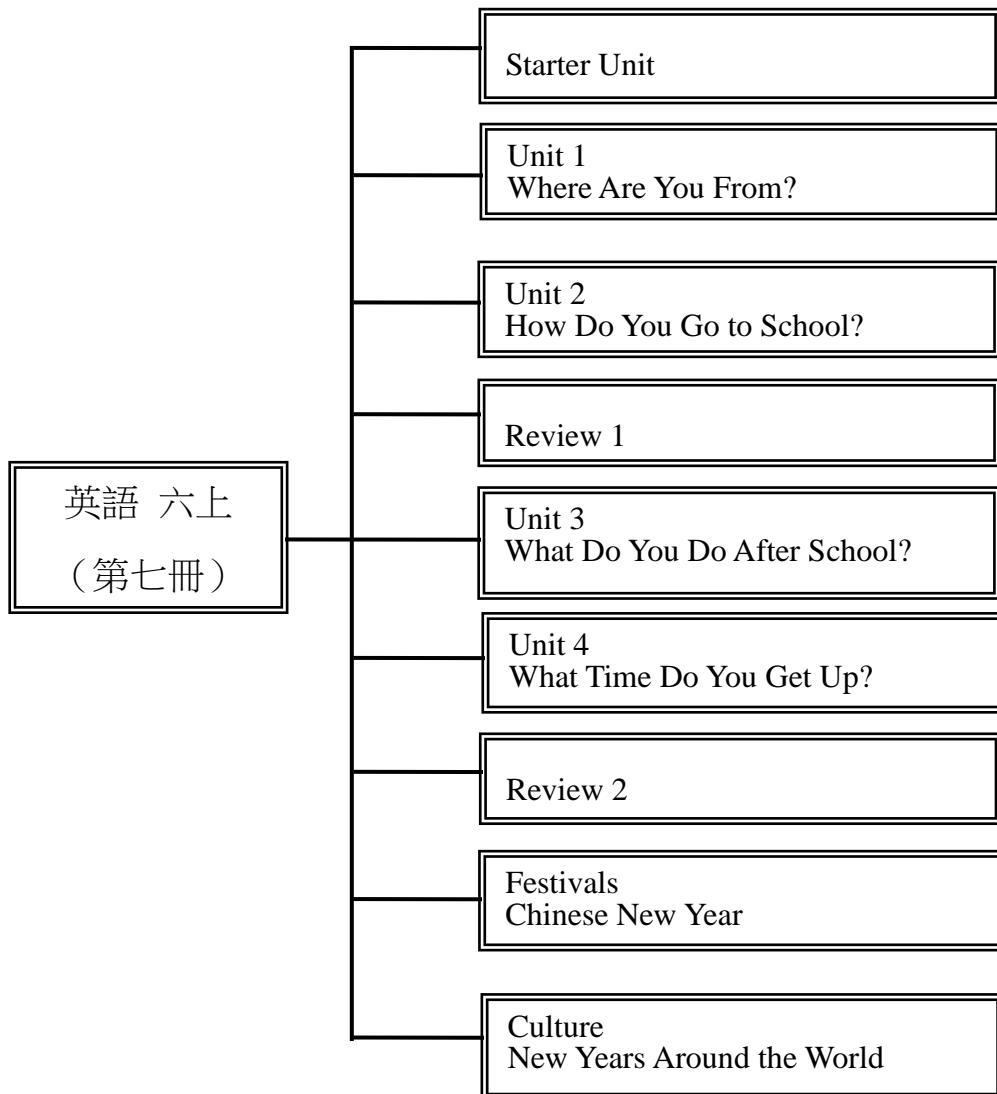 Starter Unit
Unit 1
Where Are You From?
Unit 2
How Do You Go to School?
Review 1
英語 六上
（第七冊）
Unit 3
What Do You Do After School?
Unit 4
What Time Do You Get Up?
Review 2
Festivals
Chinese New Year
Culture
New Years Around the World